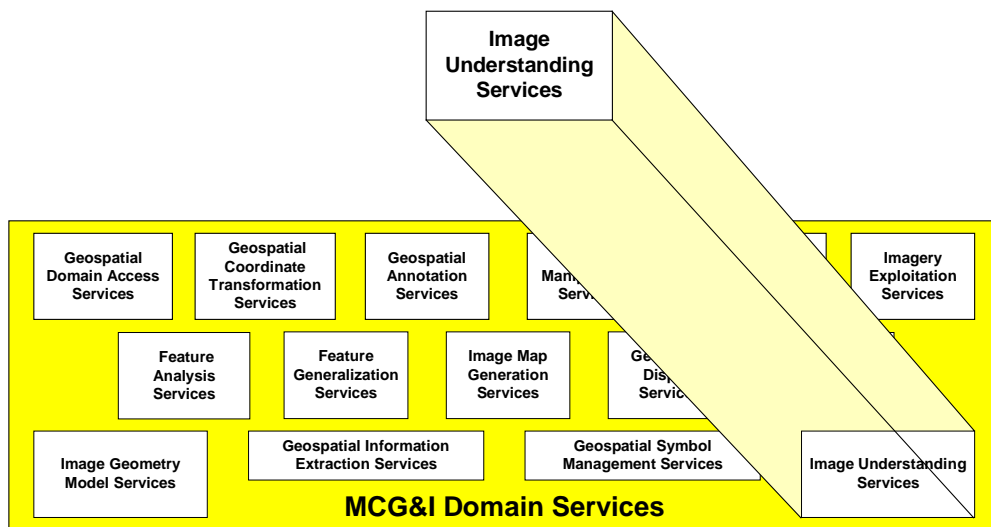 Image
Understanding
Services
Geospatial
Domain Access
Services
Geospatial
Coordinate
Transformation
Services
Geospatial
Annotation
Services
Imagery
Exploitation
Services
Feature
Analysis
Services
Feature
Generalization
Services
Image Map
Generation
Services
Image Geometry
Model Services
Geospatial Information
Extraction Services
Geospatial Symbol
Management Services
Image Understanding
Services
MCG&I Domain Services